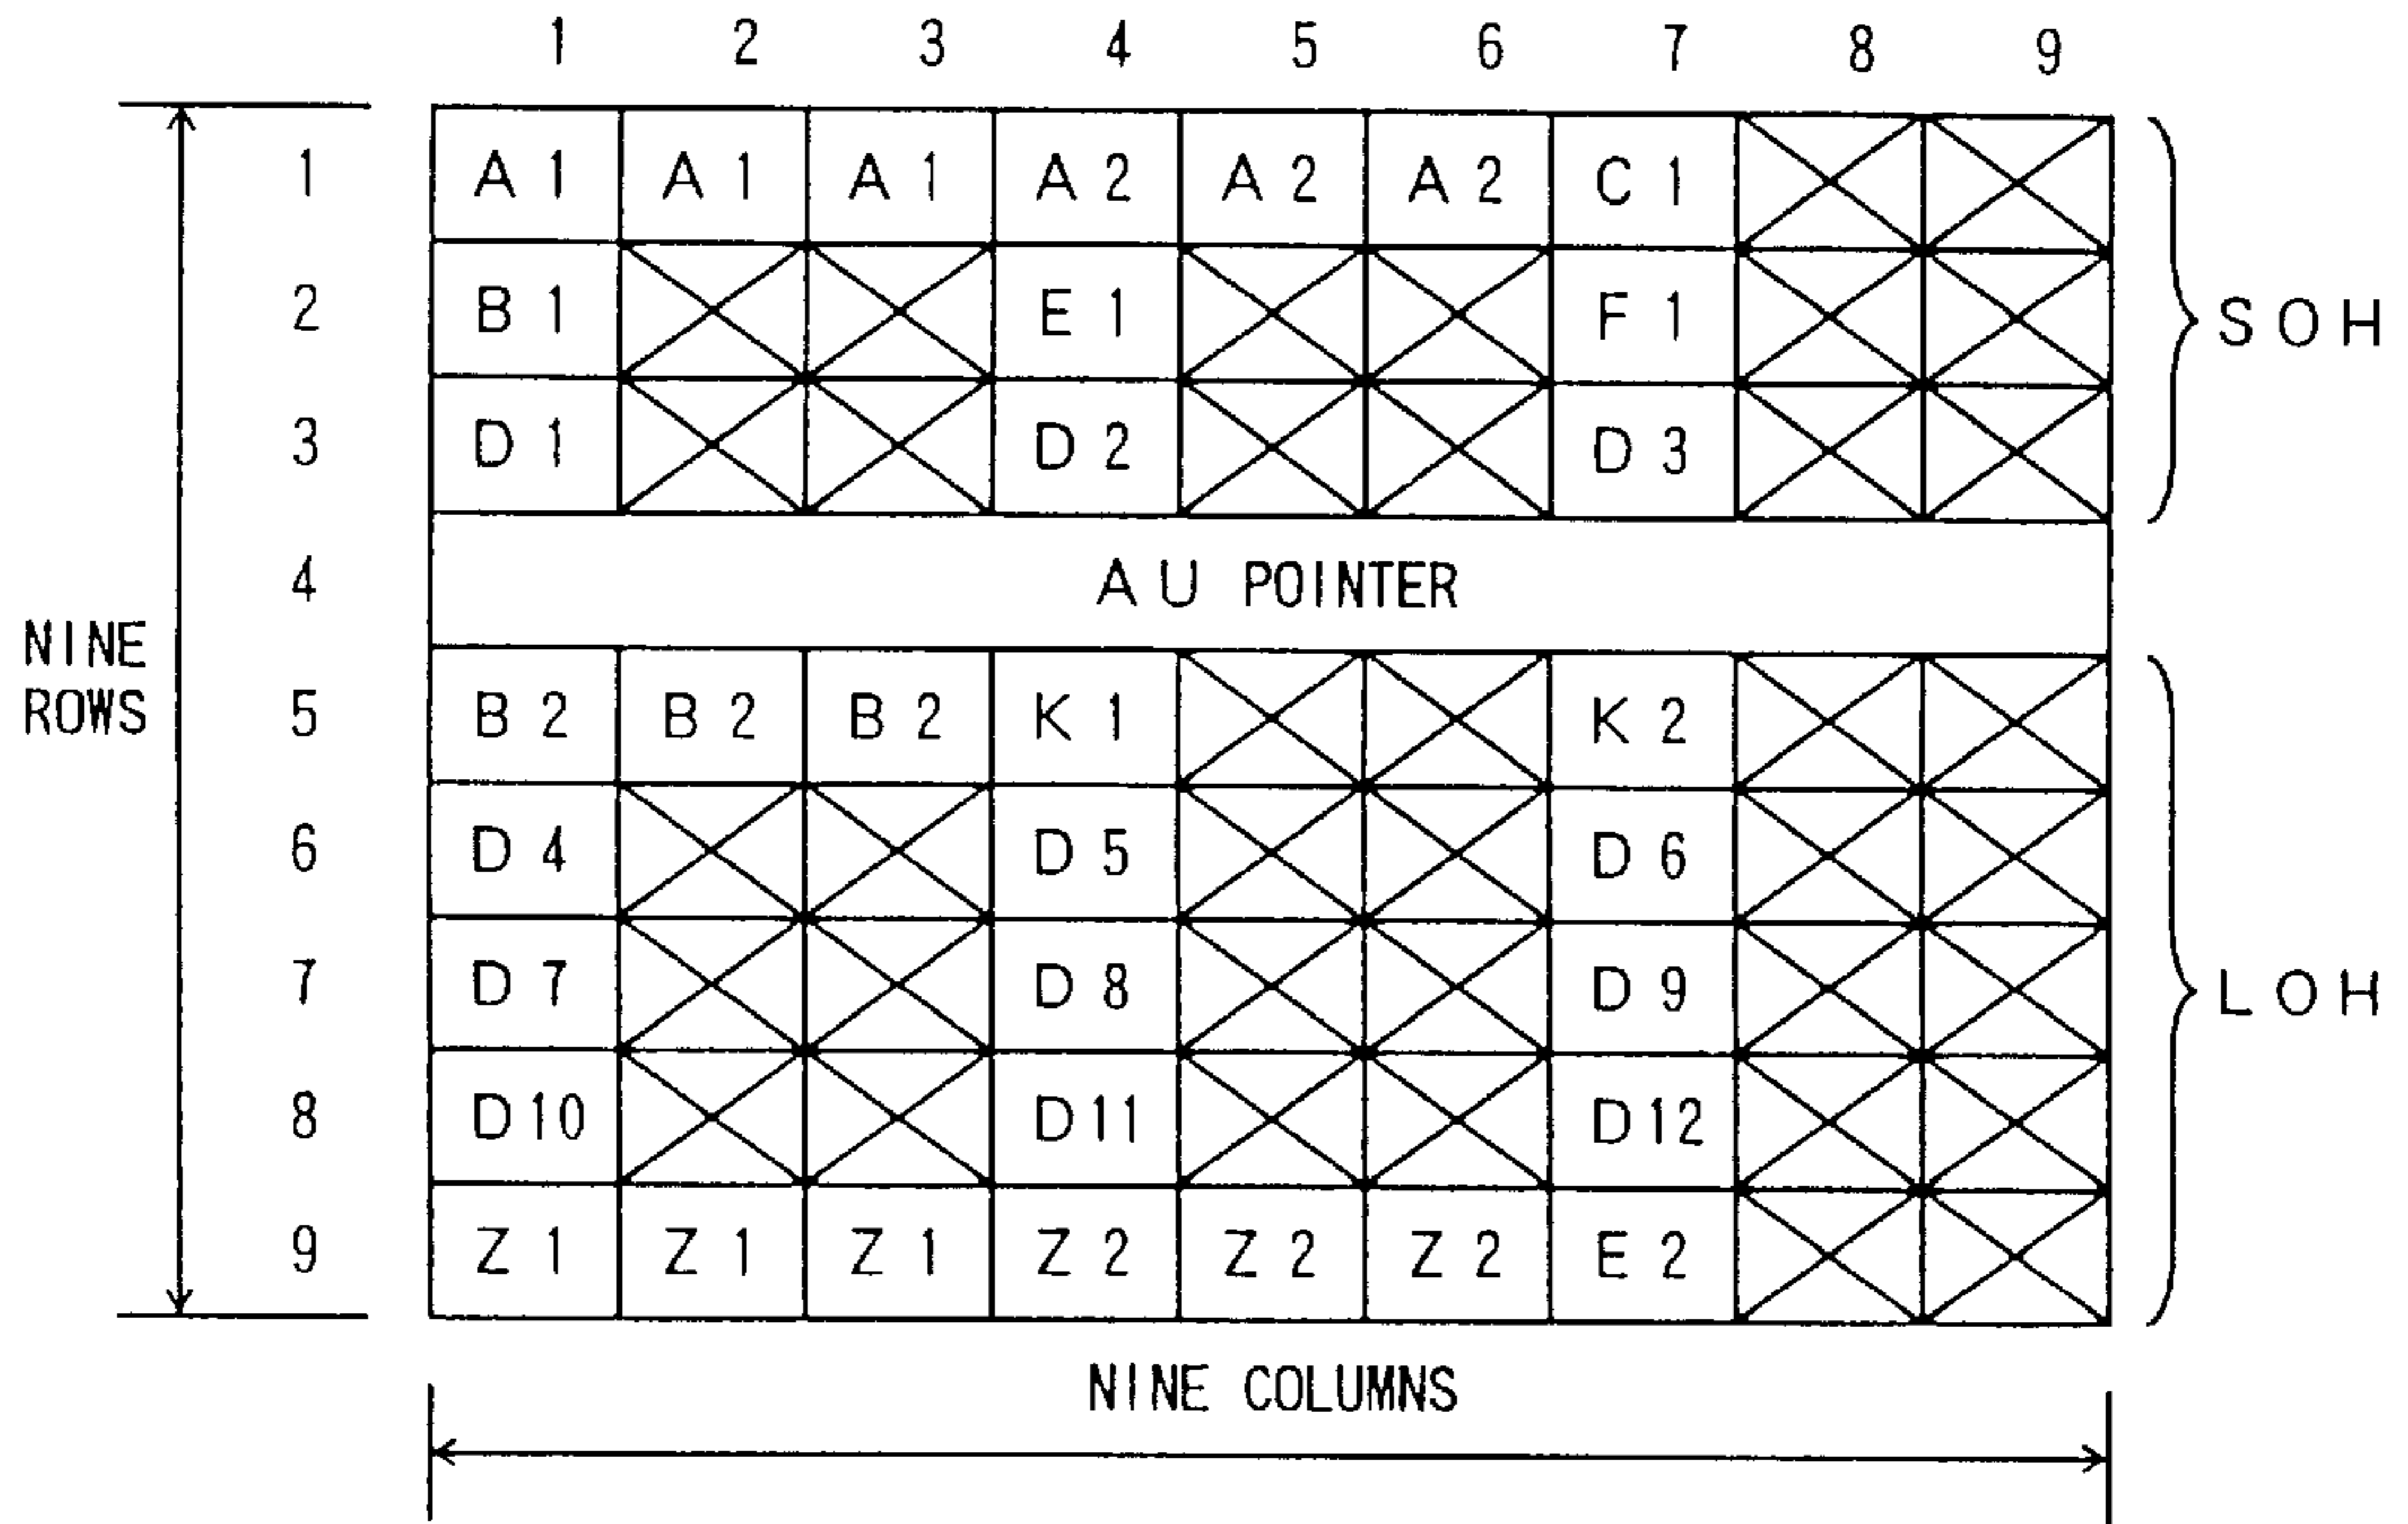 1 2 3 4 5 6 7 8 9
1 A1 A1 A1 A2 A2 A2 C1
2 B1 E1 F1 SOH
3 D1 D2 D3
4 AU POINTER
NINE ROWS
5 B2 B2 B2 K1 K2
6 D4 D5 D6
7 D7 D8 D9 LOH
8 D10 D11 D12
9 Z1 Z1 Z1 Z2 Z2 Z2 E2
NINE COLUMNS